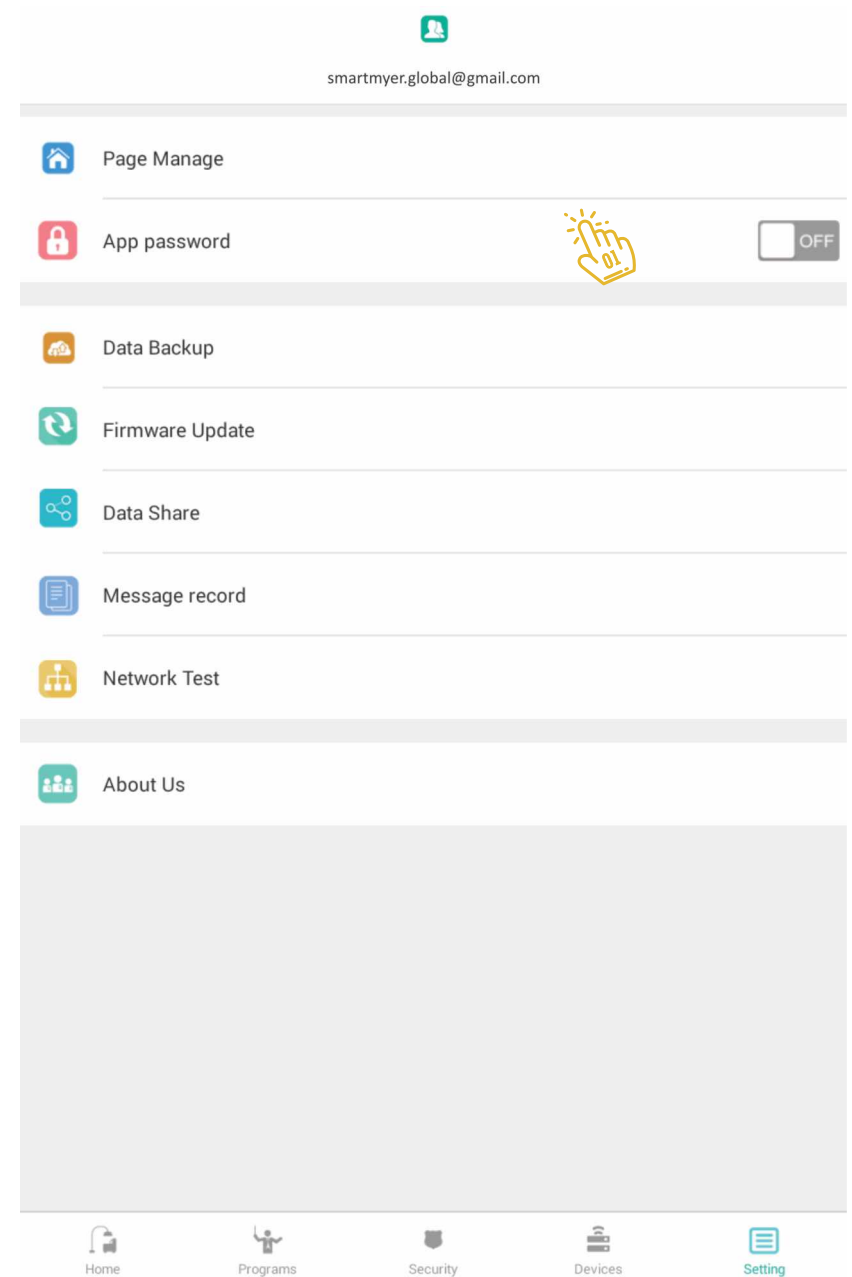 smartmyer.global@gmail.com
Page Manage
App password
OFF
01
Data Backup
Firmware Update
Data Share
Message record
Network Test
About Us
Home
Programs
Security
Devices
Setting